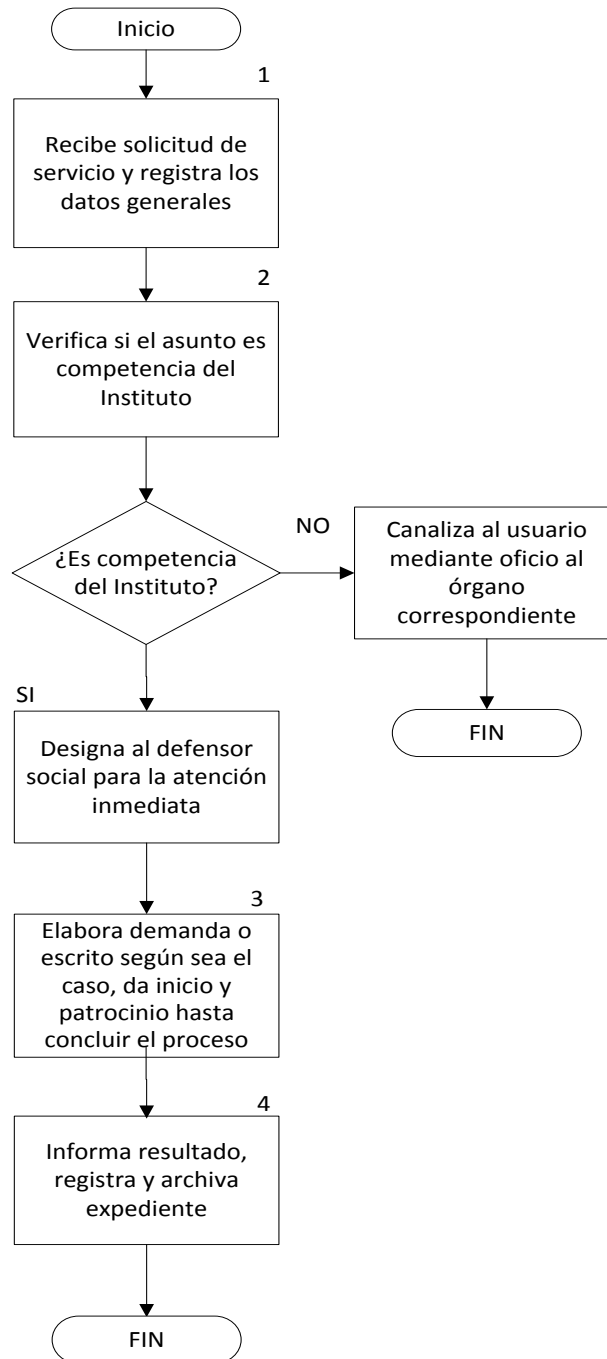 Inicio
1
Recibe solicitud de
servicio y registra los
datos generales
2
Verifica si el asunto es
competencia del
Instituto
¿Es competencia
del Instituto?
NO
Canaliza al usuario
mediante oficio al
órgano
correspondiente
FIN
SI
Designa al defensor
social para la atención
inmediata
3
Elabora demanda o
escrito según sea el
caso, da inicio y
patrocinio hasta
concluir el proceso
4
Informa resultado,
registra y archiva
expediente
FIN